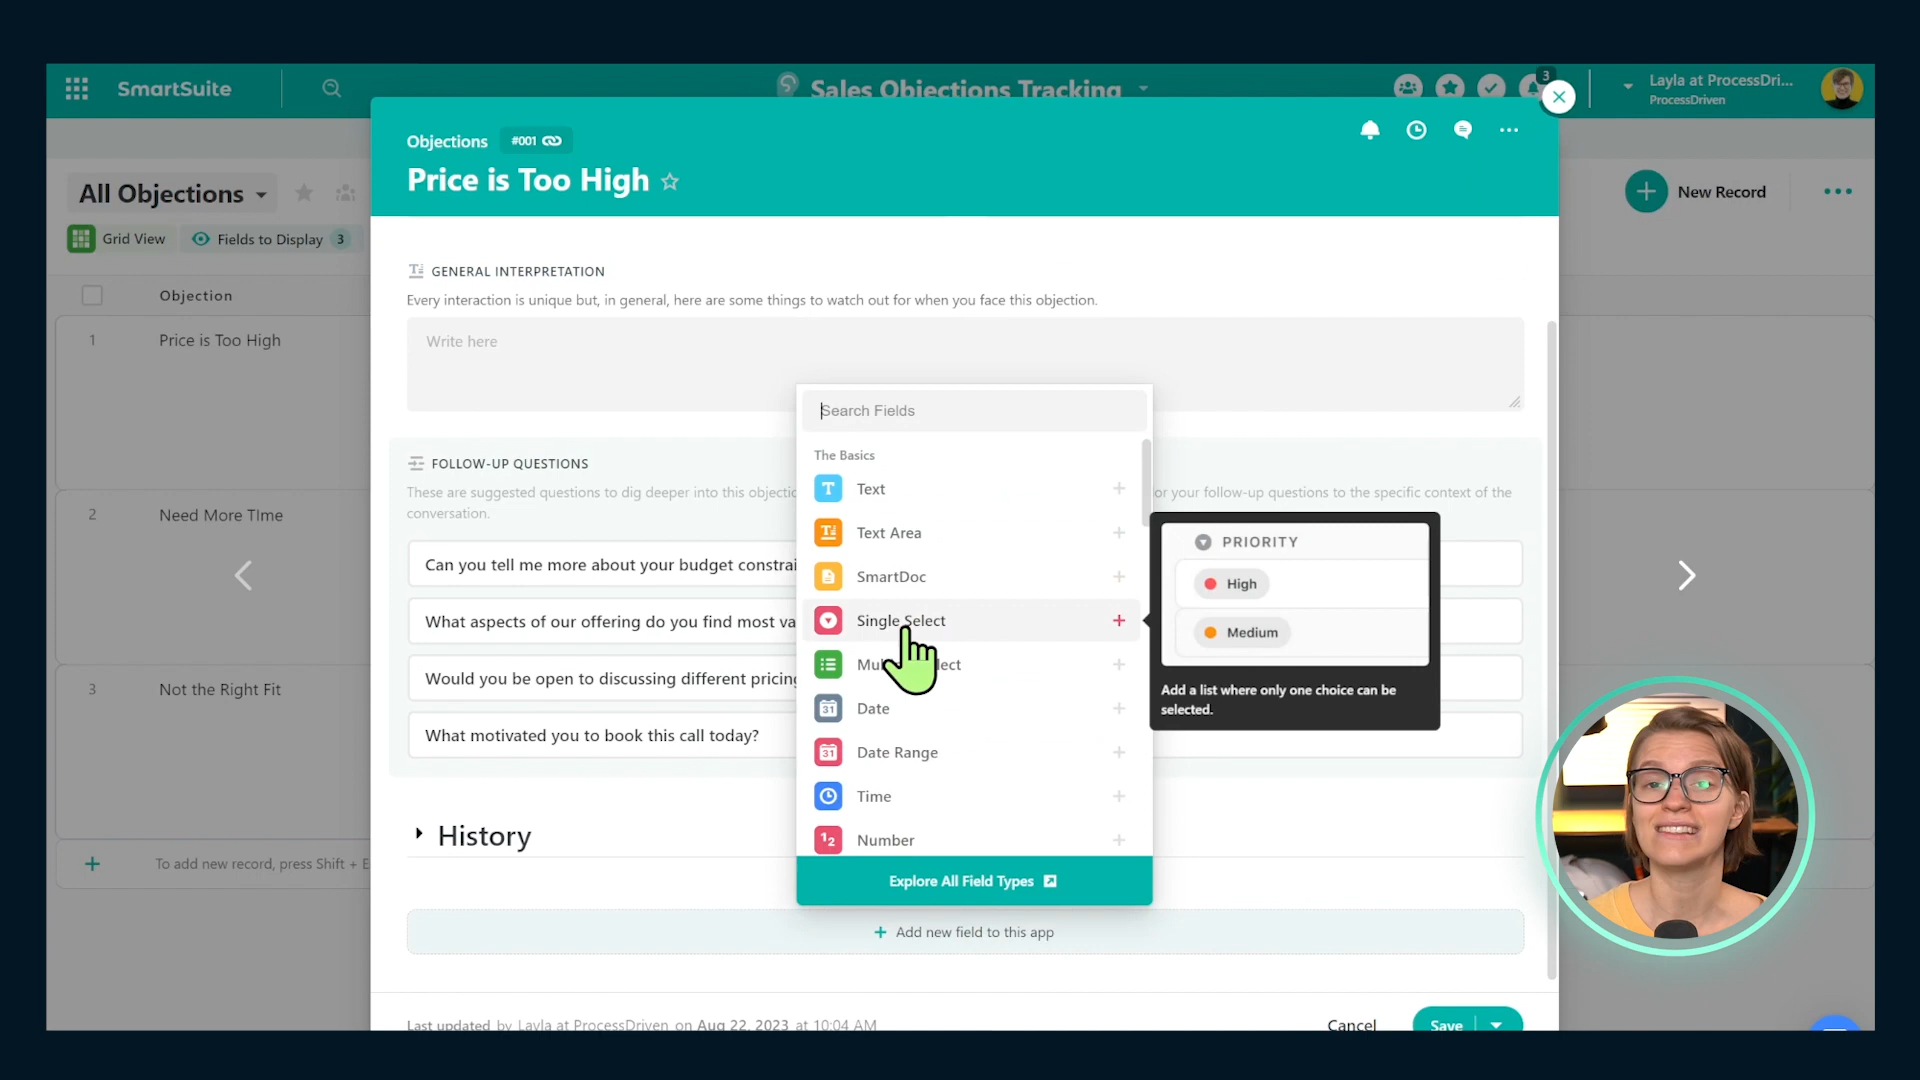 SmartSuite
Sales Objections Tracking
3
Layla at ProcessDri...
ProcessDriven
Objections
#001
Price is Too High
All Objections
New Record
Grid View
Fields to Display 3
GENERAL INTERPRETATION
Every interaction is unique but, in general, here are some things to watch out for when you face this objection.
Write here
Objection
1 Price is Too High
2 Need More TIme
3 Not the Right Fit
To add new record, press Shift + E
Search Fields
The Basics
Text
Text Area
SmartDoc
Single Select
Date
Date Range
Time
1 2 Number
31
31
Explore All Field Types
FOLLOW-UP QUESTIONS
These are suggested questions to dig deeper into this
or your follow-up questions to the specific context of the
conversation.
Can you tell me more about your budget
What aspects of our offering do you find most
Would you be open to discussing different
What motivated you to book this call today?
PRIORITY
High
Medium
Add a list where only one choice can be
selected.
History
Add new field to this app
Last updated by Layla at ProcessDriven on Aug 22, 2023 at 10:04 AM
Cancel
Save